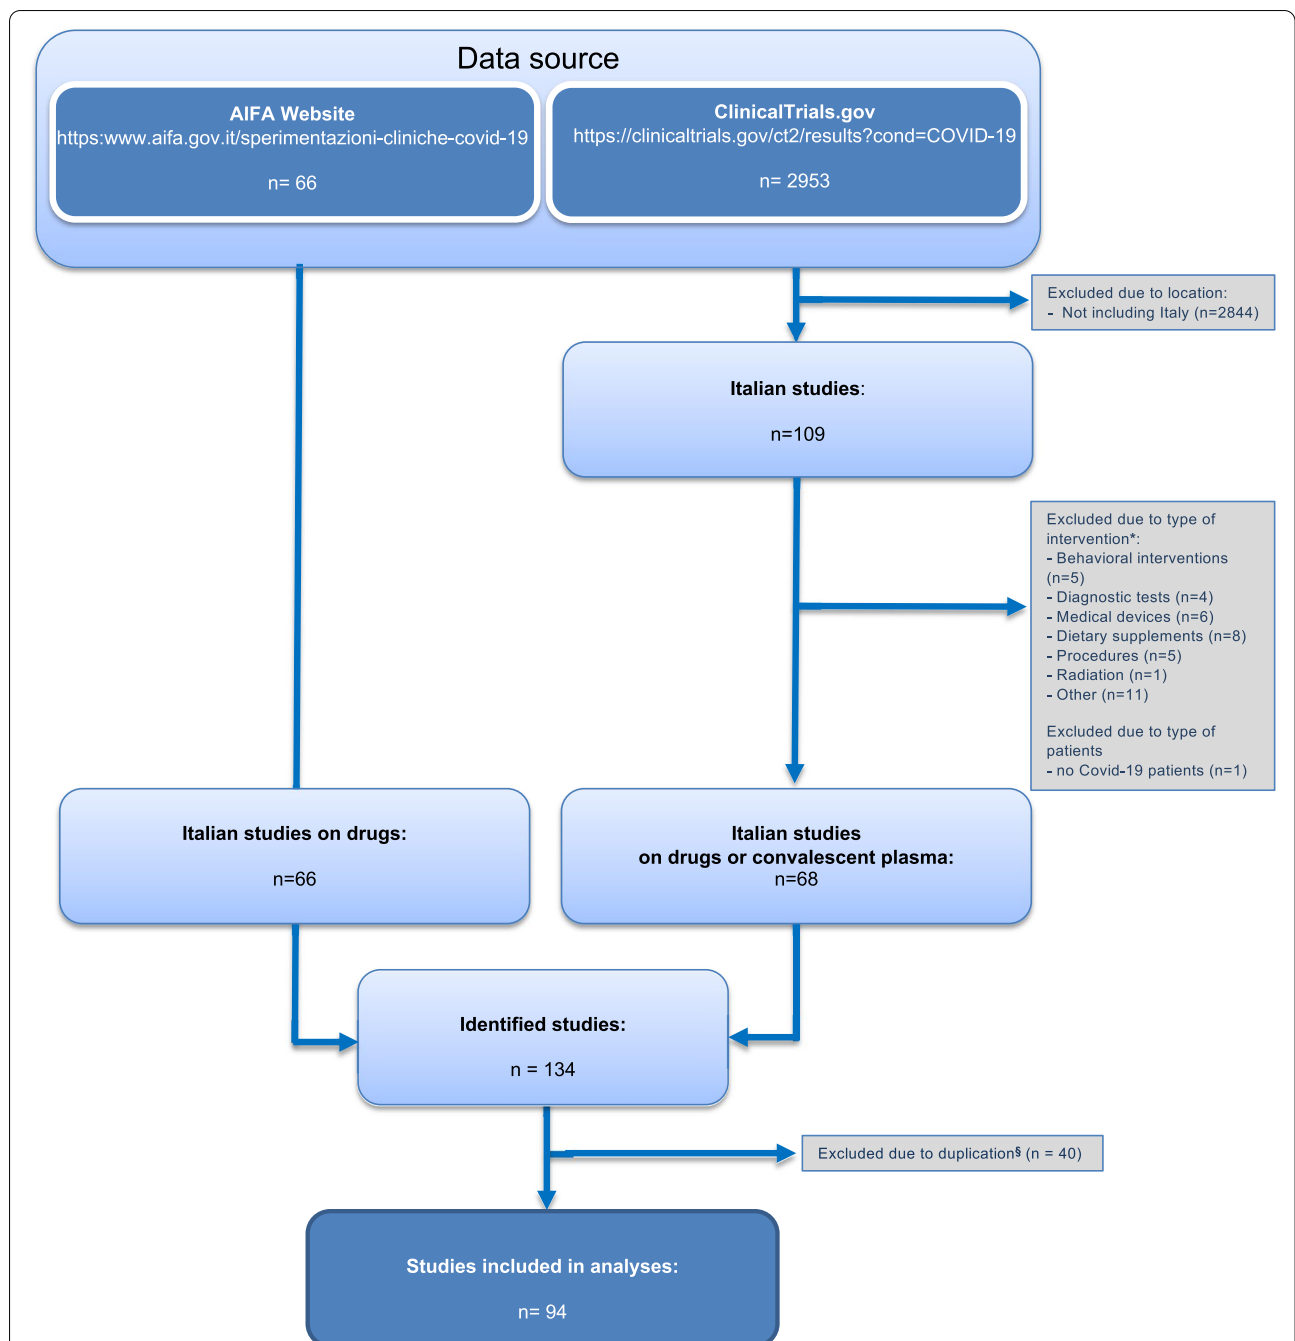 Data source
AIFA Website
https:www.aifa.gov.it/sperimentazioni-cliniche-covid-19
n= 66
ClinicalTrials.gov
https://clinicaltrials.gov/ct2/results?cond=COVID-19
n= 2953
Excluded due to location:
- Not including Italy (n=2844)
Italian studies:
n=109
Excluded due to type of
intervention*:
- Behavioral interventions
(n=5)
- Diagnostic tests (n=4)
- Medical devices (n=6)
- Dietary supplements (n=8)
- Procedures (n=5)
- Radiation (n=1)
- Other (n=11)
Excluded due to type of
patients
- no Covid-19 patients (n=1)
Italian studies on drugs:
n=66
Italian studies
on drugs or convalescent plasma:
n=68
Identified studies:
n = 134
Excluded due to duplication§ (n = 40)
Studies included in analyses:
n= 94